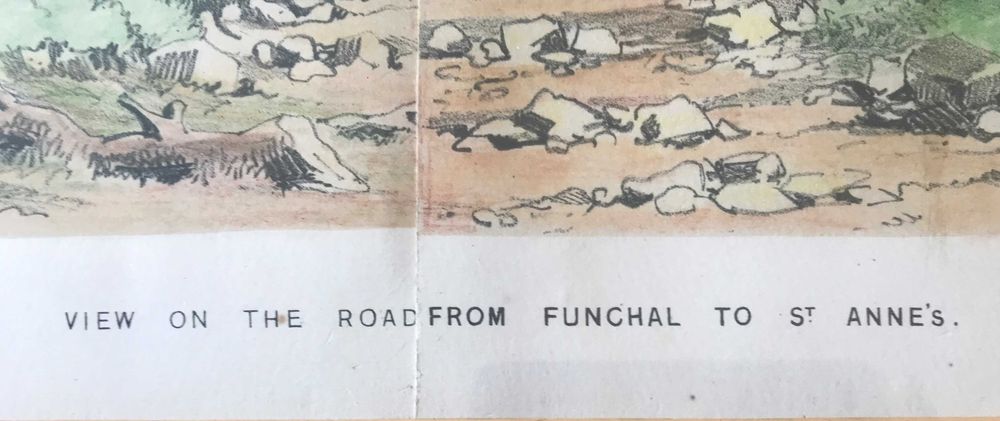 VIEW ON THE ROAD FROM FUNCHAL TO ST ANNE'S.